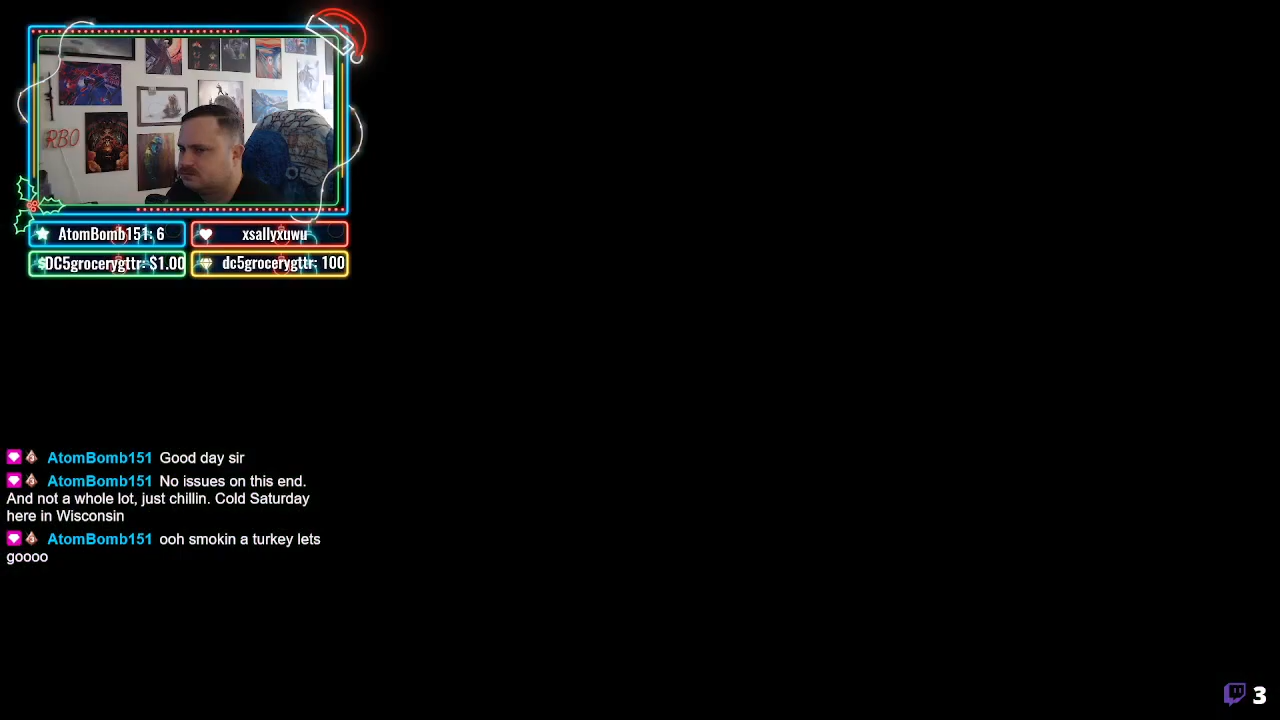 RBO
AtomBomb151: 6
xsallyxuwu
$DC5grocerygttr: $1.00
dc5grocerygttr: 100
AtomBomb151 Good day sir
AtomBomb151 No issues on this end.
And not a whole lot, just chillin. Cold Saturday
here in Wisconsin
AtomBomb151 ooh smokin a turkey lets
goooo
3